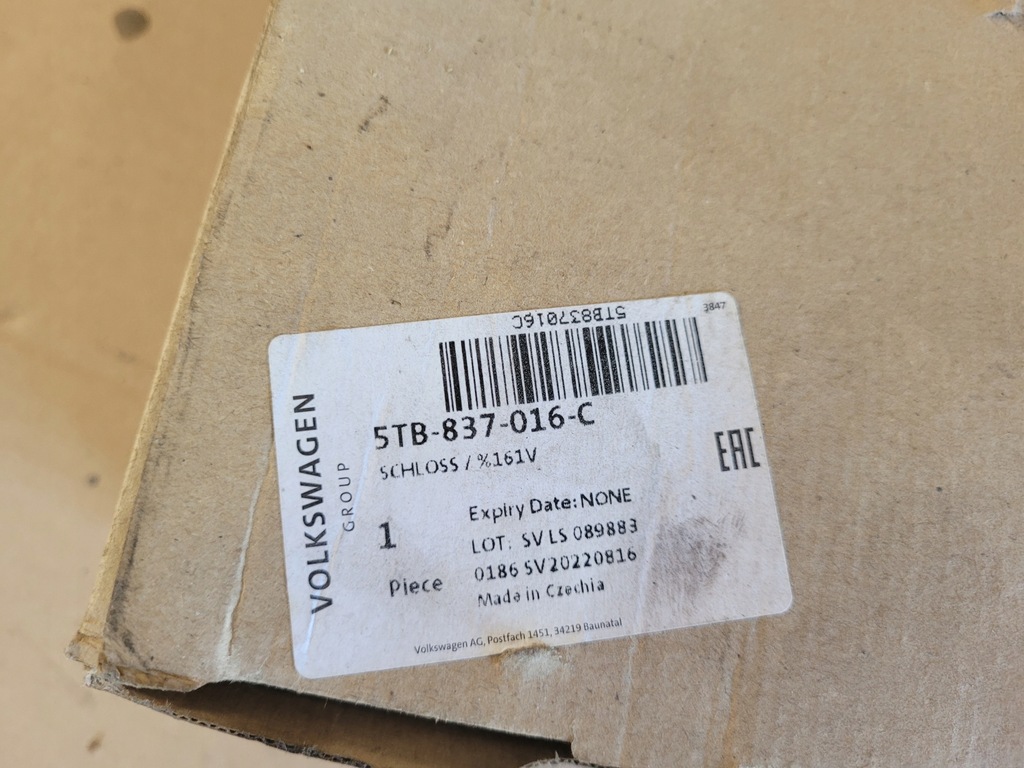 5TB837016C
3847
5TB-837-016-C
SCHLOSS / %161V
EAC
VOLKSWAGEN
GROUP
1
Piece
Expiry Date: NONE
LOT: SV LS 089883
0186 SV20220816
Made in Czechia
Volkswagen AG, Postfach 1451, 34219 Baunatal